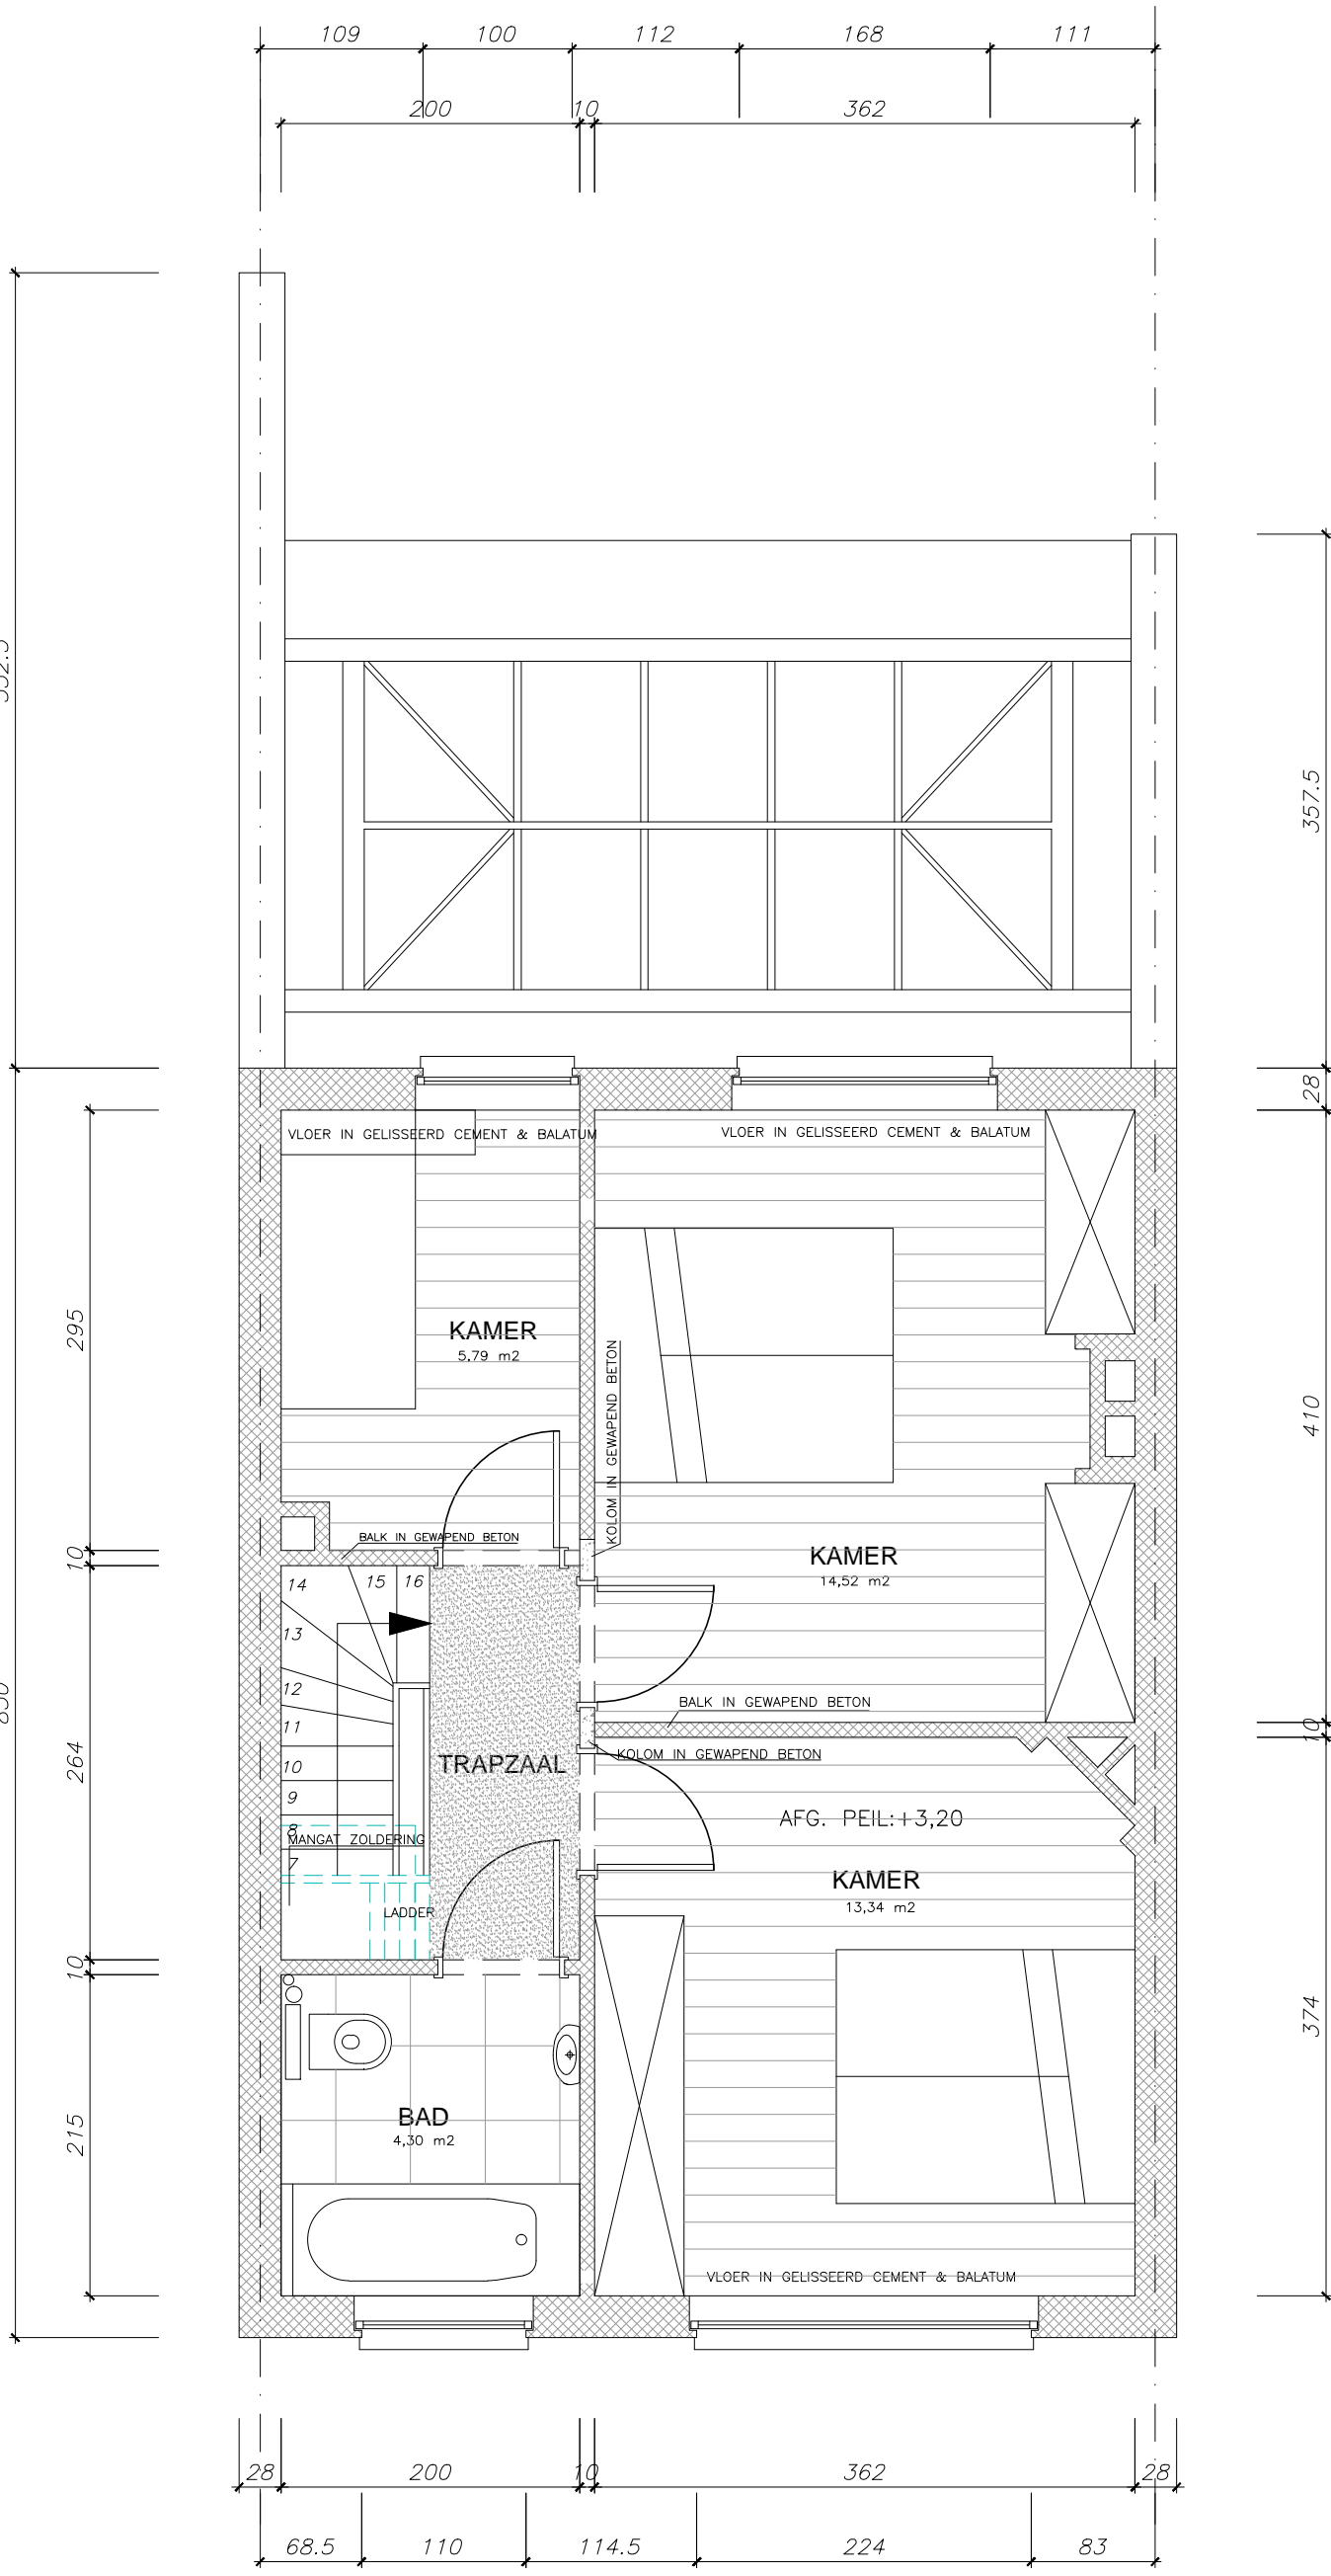 109 100 112 168 111
200 10 362
357.5
28
VLOER IN GELISSEERD CEMENT & BALATUM
VLOER IN GELISSEERD CEMENT & BALATUM
295
KAMER
5,79 m2
KOLOM IN GEWAPEND BETON
410
BALK IN GEWAPEND BETON
KAMER
14,52 m2
10
14 15 16
13
12
11
10
9
8
7
BALK IN GEWAPEND BETON
10
264
TRAPZAAL
KOLOM IN GEWAPEND BETON
AFG. PEIL:+3,20
MANGAT ZOLDERING
KAMER
13,34 m2
LADDER
10
374
215
BAD
4,30 m2
VLOER IN GELISSEERD CEMENT & BALATUM
28 200 10 362 28
68.5 110 114.5 224 83